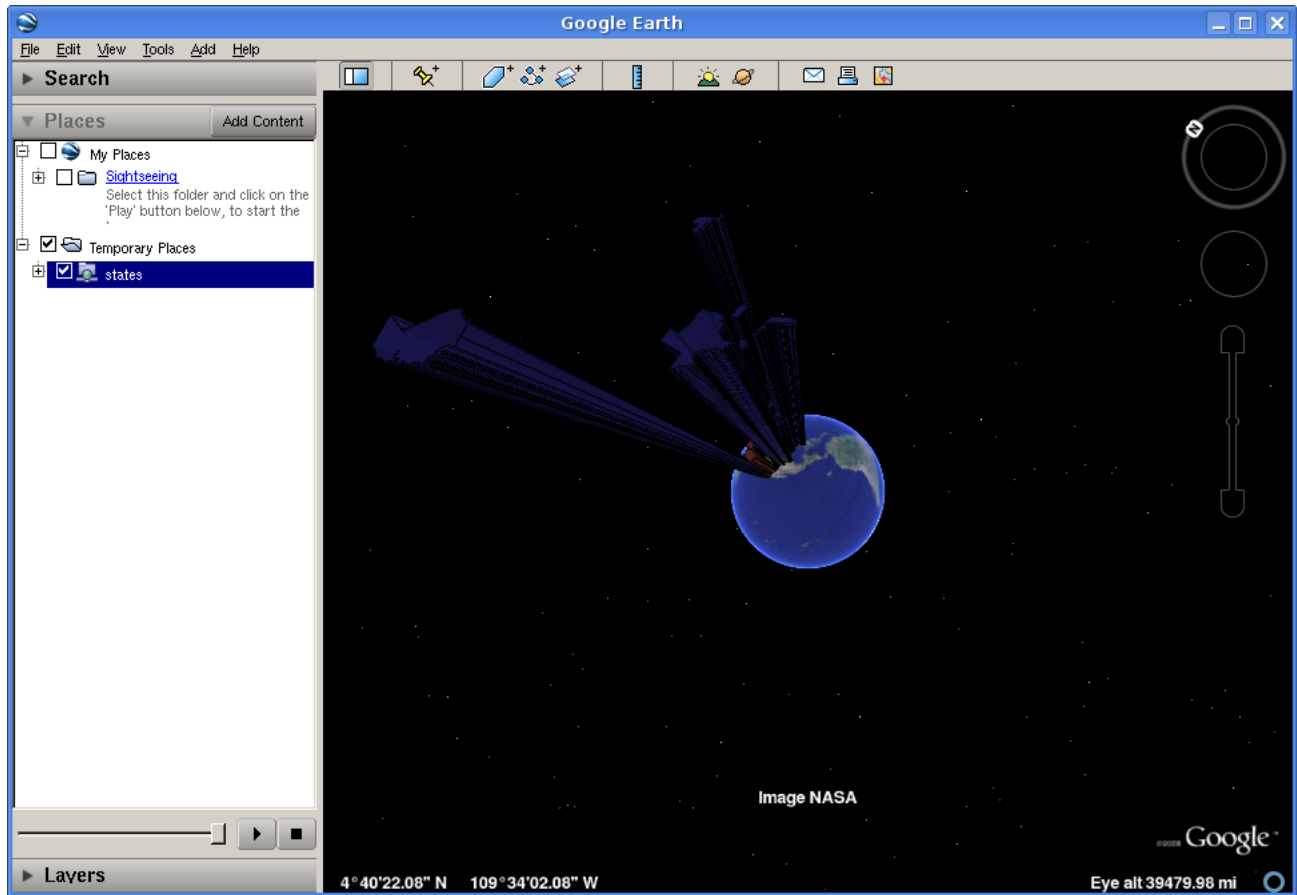 Google Earth
File Edit View Tools Add Help
Search
Places
Add Content
My Places
Sightseeing
Select this folder and click on the
'Play' button below, to start the
Temporary Places
states
Layers
N
Image NASA
©2008 Google™
4°40'22.08" N 109°34'02.08" W
Eye alt 39479.98 mi